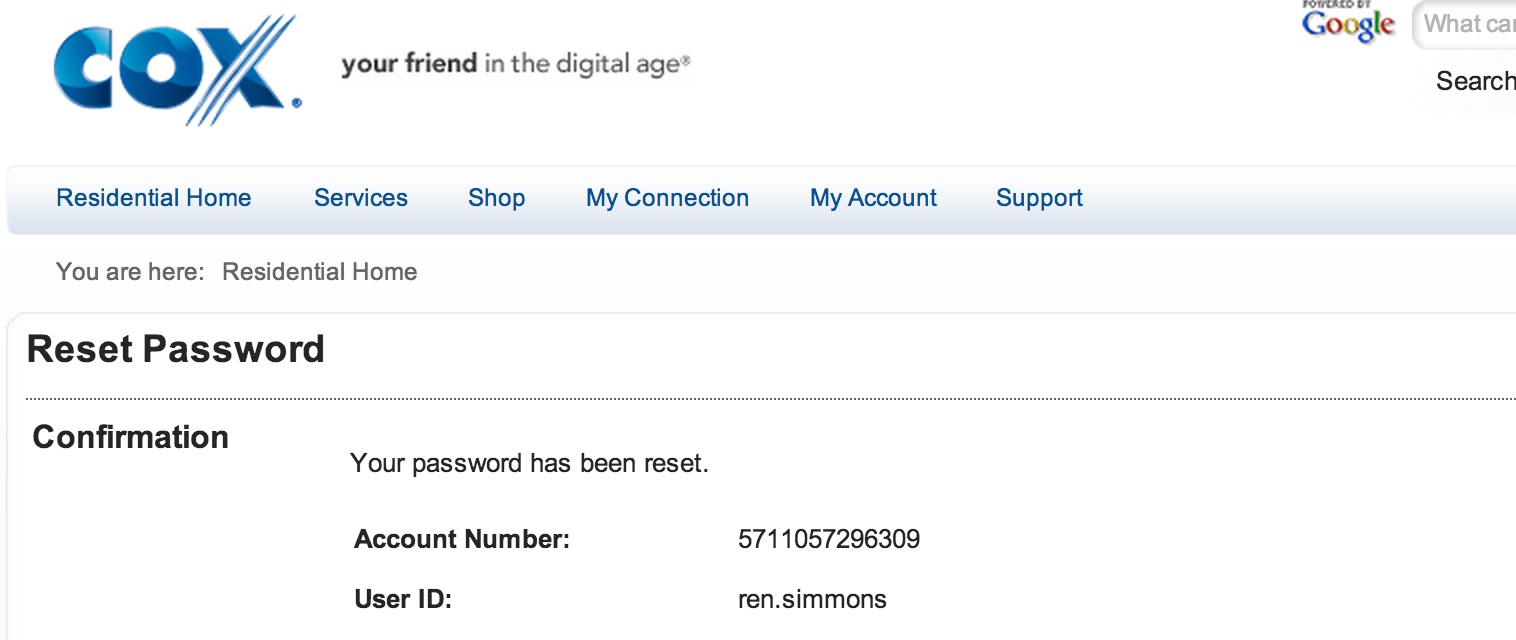 COX
your friend in the digital age®
POWERED BY
Google
What ca
Search
Residential Home Services Shop My Connection My Account Support
You are here: Residential Home
Reset Password
Confirmation
Your password has been reset.
Account Number: 5711057296309
User ID: ren.simmons